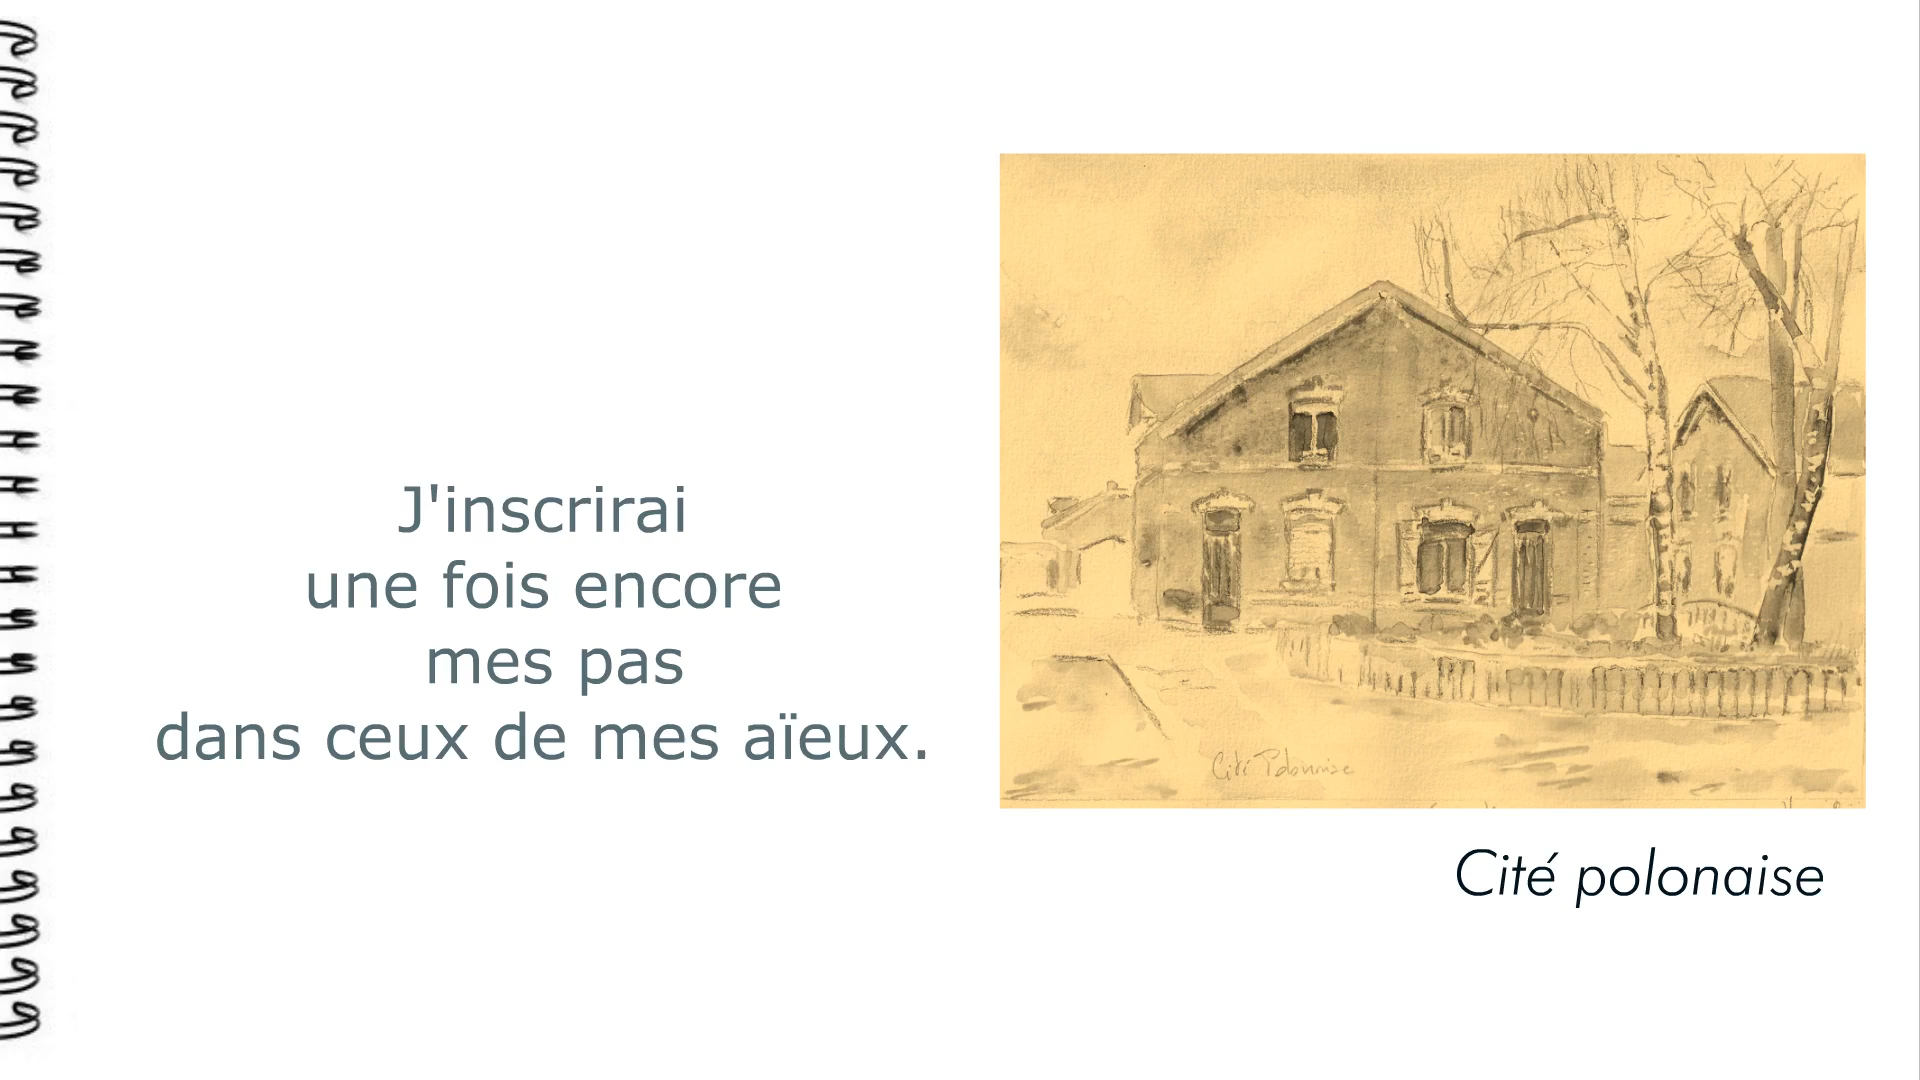 J'inscrirai
une fois encore
mes pas
dans ceux de mes aïeux.
Cité Polonaise
Cité polonaise